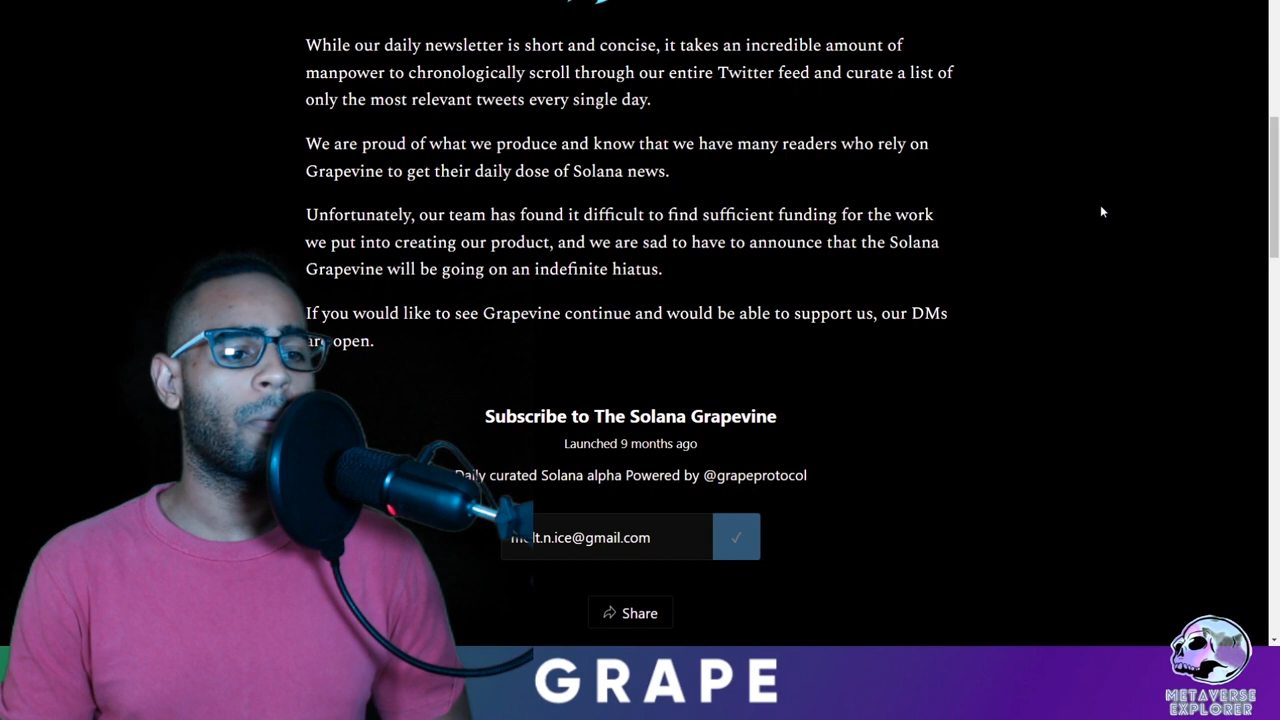 While our daily newsletter is short and concise, it takes an incredible amount of
manpower to chronologically scroll through our entire Twitter feed and curate a list of
only the most relevant tweets every single day.
We are proud of what we produce and know that we have many readers who rely on
Grapevine to get their daily dose of Solana news.
Unfortunately, our team has found it difficult to find sufficient funding for the work
we put into creating our product, and we are sad to have to announce that the Solana
Grapevine will be going on an indefinite hiatus.
If you would like to see Grapevine continue and would be able to support us, our DMs
are open.
Subscribe to The Solana Grapevine
Launched 9 months ago
Daily curated Solana alpha Powered by @grapeprotocol
melt.n.ice@gmail.com
Share
GRAPE
METAVERSE
EXPLORER